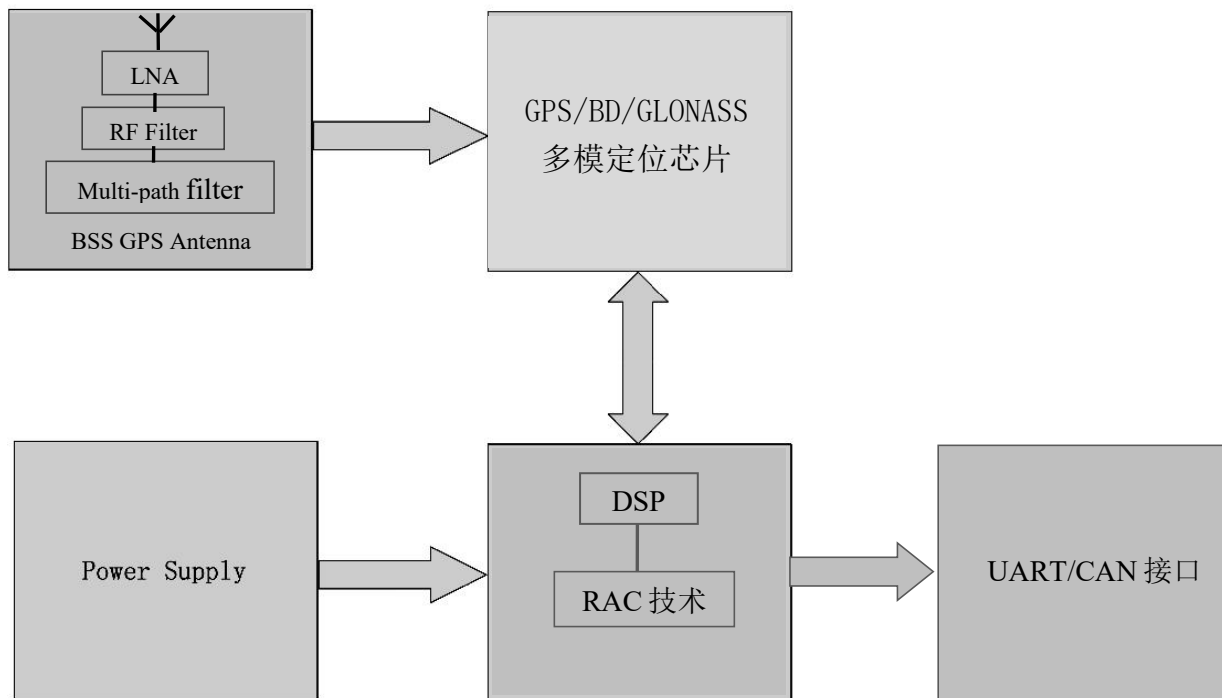 LNA
RF Filter
Multi-path filter
BSS GPS Antenna
GPS/BD/GLONASS
多模定位芯片
Power Supply
DSP
RAC 技术
UART/CAN 接口